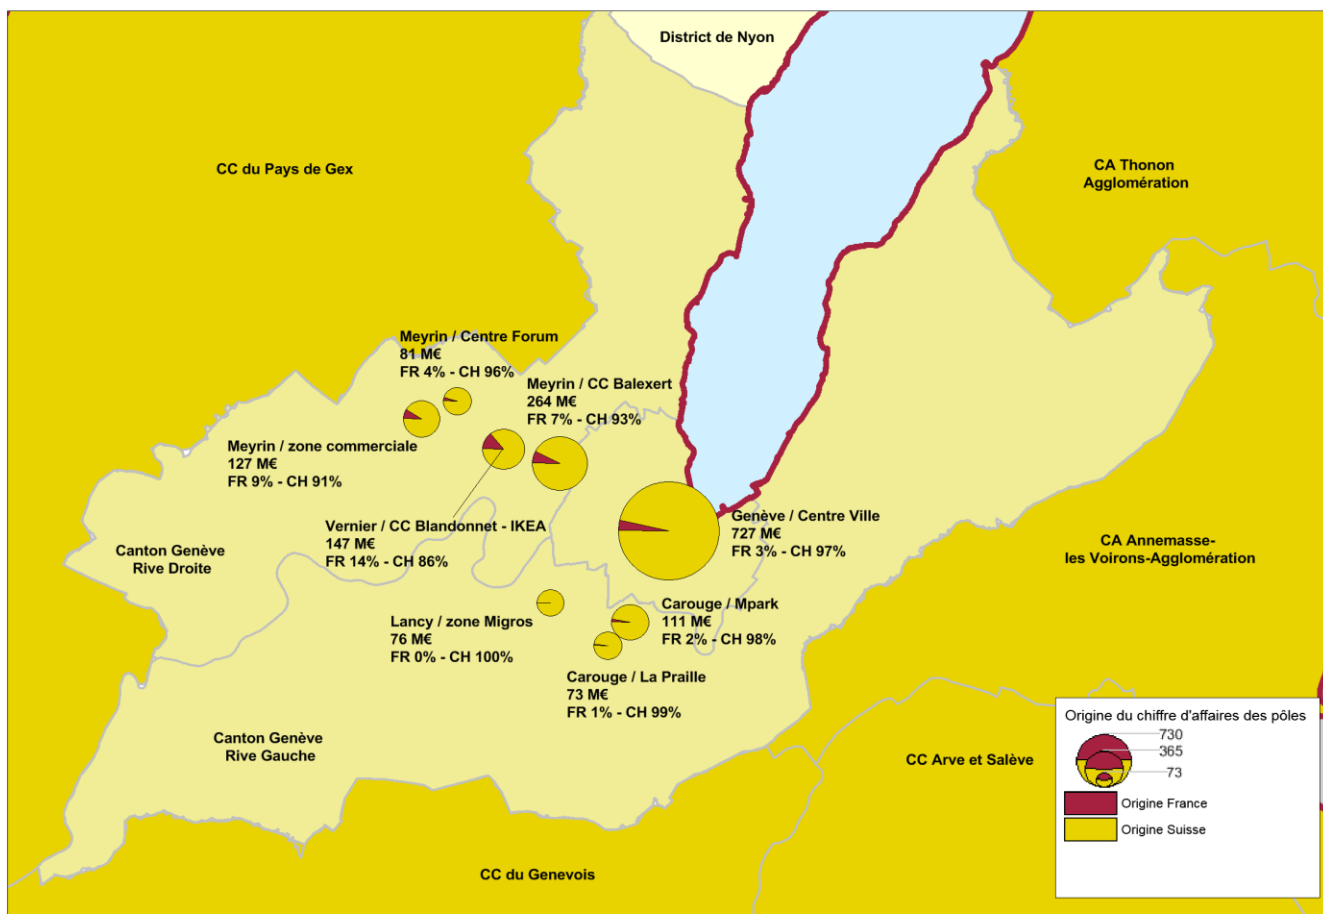 District de Nyon
CC du Pays de Gex
CA Thonon
Agglomération
Meyrin / Centre Forum
81 M€
FR 4% - CH 96%
Meyrin / CC Balexert
264 M€
FR 7% - CH 93%
Meyrin / zone commerciale
127 M€
FR 9% - CH 91%
Vernier / CC Blandonnet - IKEA
147 M€
FR 14% - CH 86%
Genève / Centre Ville
727 M€
FR 3% - CH 97%
CA Annemasse-
les Voirons-Agglomération
Canton Genève
Rive Droite
Lancy / zone Migros
76 M€
FR 0% - CH 100%
Carouge / Mpark
111 M€
FR 2% - CH 98%
Carouge / La Praille
73 M€
FR 1% - CH 99%
Canton Genève
Rive Gauche
CC Arve et Salève
CC du Genevois
Origine du chiffre d'affaires des pôles
730
365
73
Origine France
Origine Suisse